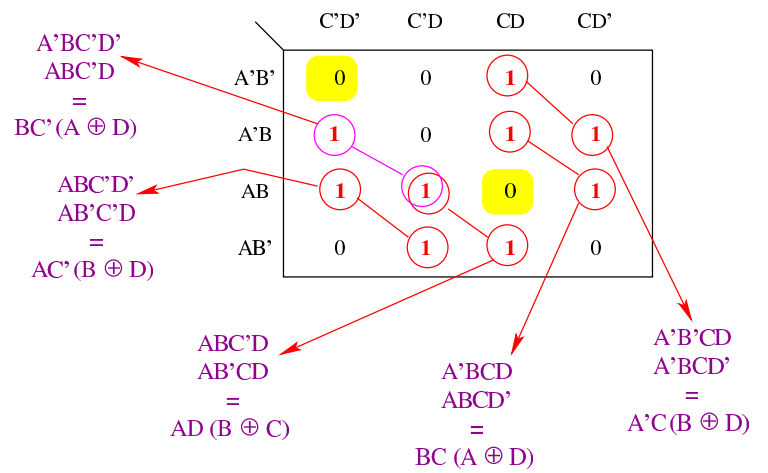 C'D' C'D CD CD'
A'B' 0 0 1 0
A'B 1 0 1 1
AB 1 1 0 1
AB' 0 1 1 0
A'BC'D'
ABC'D
=
BC' (A ⊕ D)
ABC'D'
AB'C'D
=
AC' (B ⊕ D)
ABC'D
AB'CD
=
AD (B ⊕ C)
A'BCD
ABCD'
=
BC (A ⊕ D)
A'B'CD
A'BCD'
=
A'C (B ⊕ D)